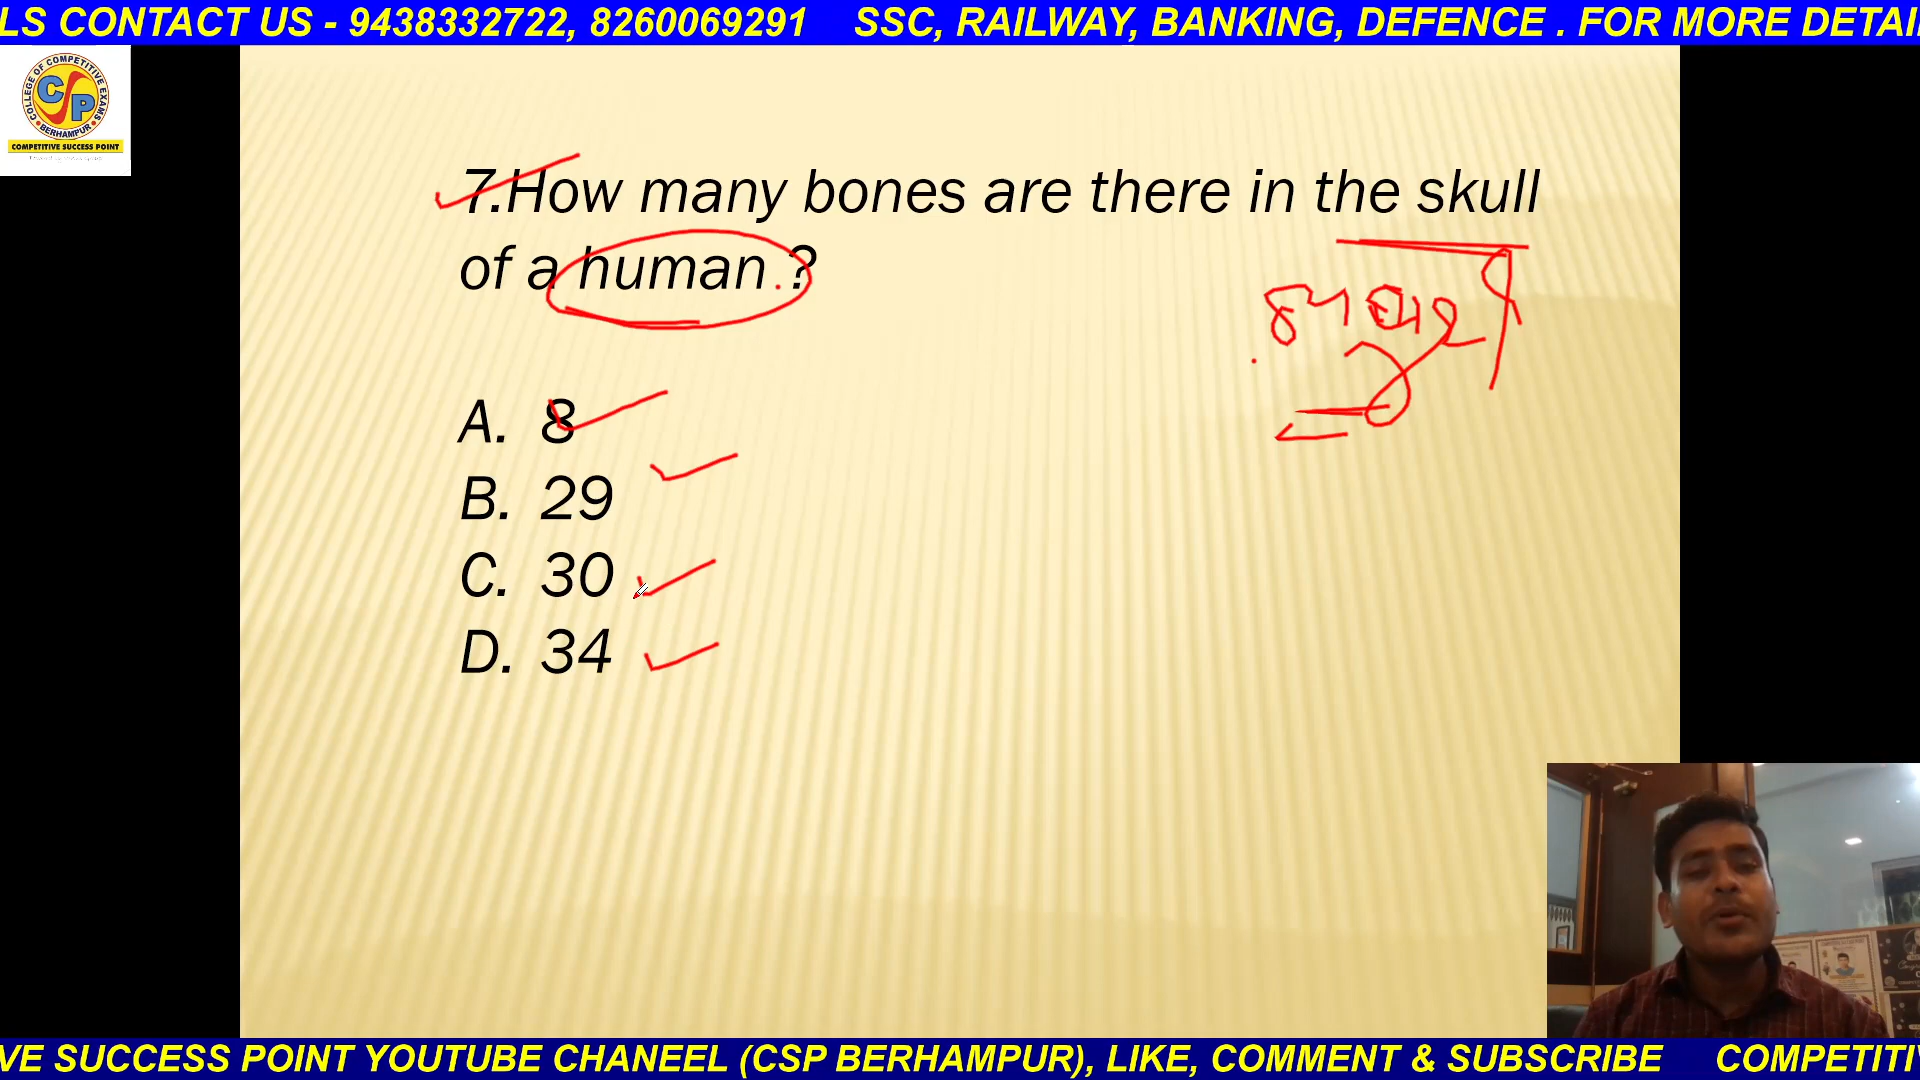 LS CONTACT US - 9438332722, 8260069291 SSC, RAILWAY, BANKING, DEFENCE . FOR MORE DETAI
COLLEGE OF COMPETITIVE EXAMS
CSP
BERHAMPUR
COMPETITIVE SUCCESS POINT
7.How many bones are there in the skull
of a human .?
A. 8
B. 29
C. 30
D. 34
VE SUCCESS POINT YOUTUBE CHANEEL (CSP BERHAMPUR), LIKE, COMMENT & SUBSCRIBE COMPETITIV